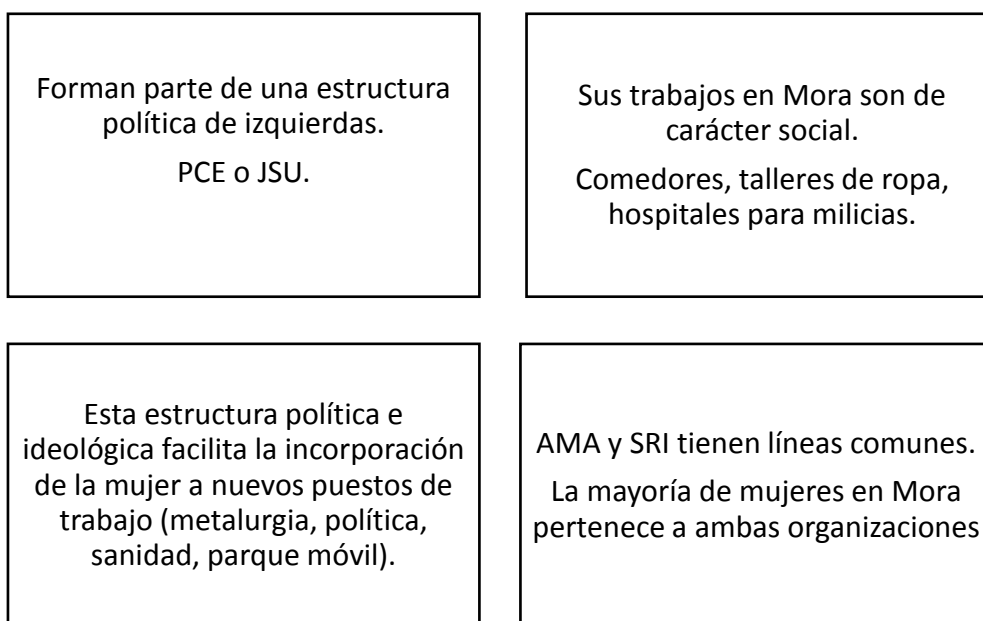 Forman parte de una estructura
política de izquierdas.
PCE o JSU.
Sus trabajos en Mora son de
carácter social.
Comedores, talleres de ropa,
hospitales para milicias.
Esta estructura política e
ideológica facilita la incorporación
de la mujer a nuevos puestos de
trabajo (metalurgia, política,
sanidad, parque móvil).
AMA y SRI tienen líneas comunes.
La mayoría de mujeres en Mora
pertenece a ambas organizaciones